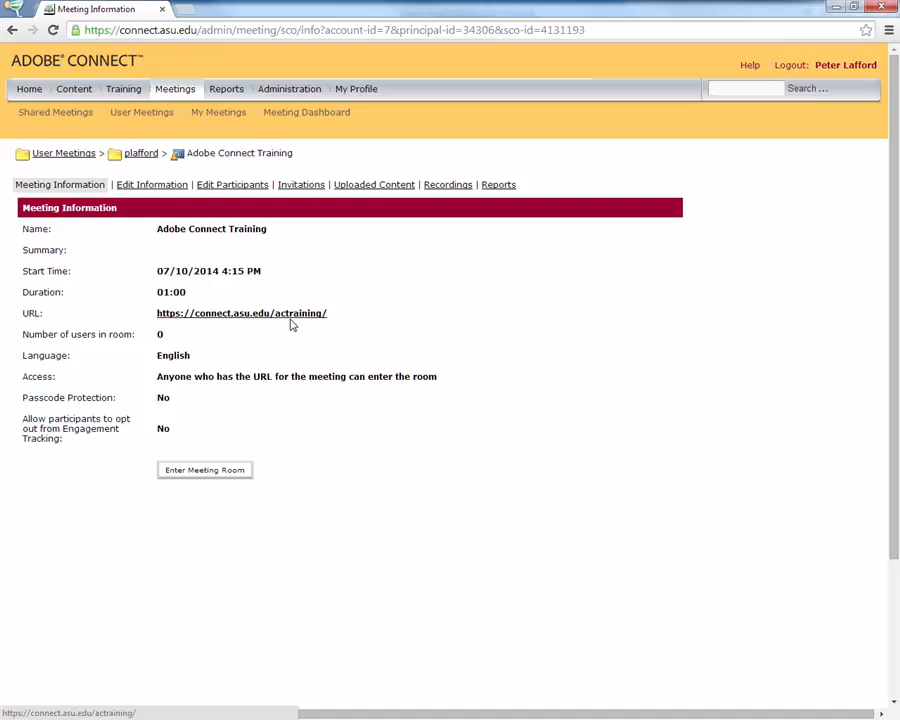 Meeting Information
https://connect.asu.edu/admin/meeting/sco/info?account-id=7&principal-id=34306&sco-id=4131193
ADOBE® CONNECT™
Help Logout: Peter Lafford
Home Content Training Meetings Reports Administration My Profile Search ...
Shared Meetings User Meetings My Meetings Meeting Dashboard
User Meetings > plafford > Adobe Connect Training
Meeting Information | Edit Information | Edit Participants | Invitations | Uploaded Content | Recordings | Reports
Meeting Information
Name: Adobe Connect Training
Summary:
Start Time: 07/10/2014 4:15 PM
Duration: 01:00
URL: https://connect.asu.edu/actraining/
Number of users in room: 0
Language: English
Access: Anyone who has the URL for the meeting can enter the room
Passcode Protection: No
Allow participants to opt
out from Engagement No
Tracking:
Enter Meeting Room
https://connect.asu.edu/actraining/